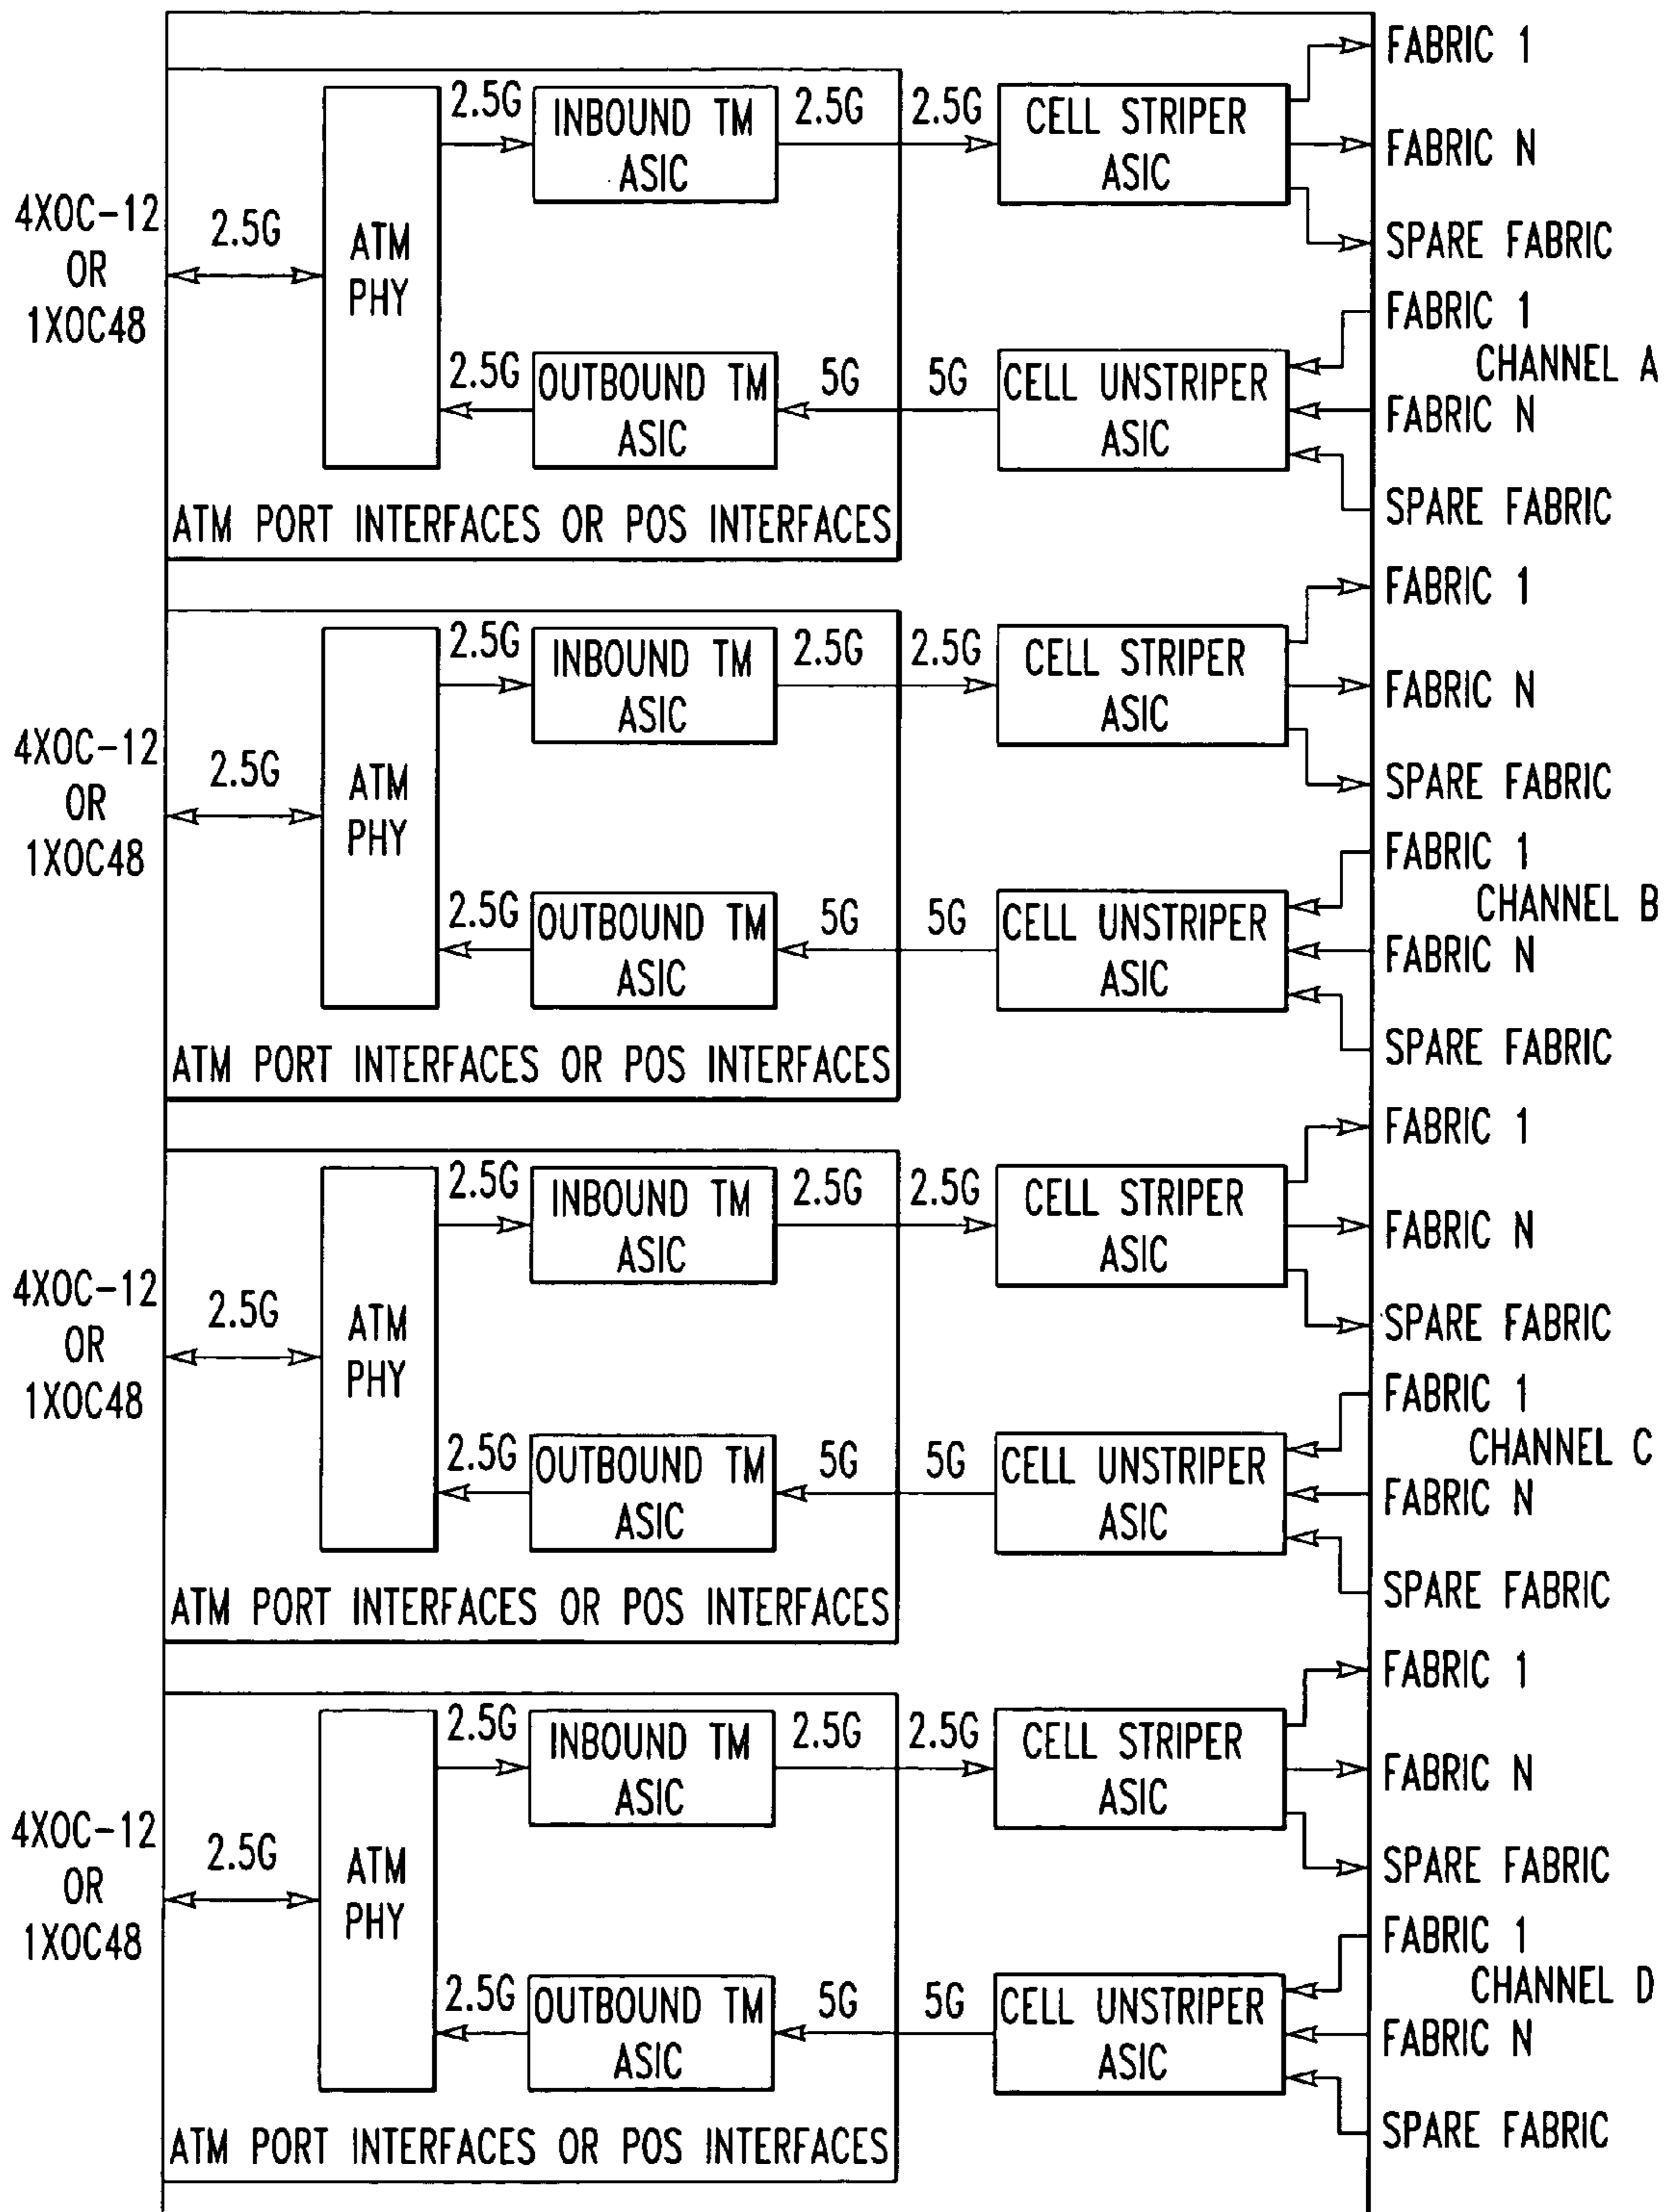 FABRIC 1
2.5G
INBOUND TM
ASIC
2.5G
2.5G
CELL STRIPER
ASIC
FABRIC N
4XOC-12
OR
1XOC48
2.5G
ATM
PHY
SPARE FABRIC
FABRIC 1
CHANNEL A
2.5G
OUTBOUND TM
ASIC
5G
5G
CELL UNSTRIPER
ASIC
FABRIC N
SPARE FABRIC
ATM PORT INTERFACES OR POS INTERFACES
FABRIC 1
2.5G
INBOUND TM
ASIC
2.5G
2.5G
CELL STRIPER
ASIC
FABRIC N
4XOC-12
OR
1XOC48
2.5G
ATM
PHY
SPARE FABRIC
FABRIC 1
CHANNEL B
2.5G
OUTBOUND TM
ASIC
5G
5G
CELL UNSTRIPER
ASIC
FABRIC N
SPARE FABRIC
ATM PORT INTERFACES OR POS INTERFACES
FABRIC 1
2.5G
INBOUND TM
ASIC
2.5G
2.5G
CELL STRIPER
ASIC
FABRIC N
4XOC-12
OR
1XOC48
2.5G
ATM
PHY
SPARE FABRIC
FABRIC 1
CHANNEL C
2.5G
OUTBOUND TM
ASIC
5G
5G
CELL UNSTRIPER
ASIC
FABRIC N
SPARE FABRIC
ATM PORT INTERFACES OR POS INTERFACES
FABRIC 1
2.5G
INBOUND TM
ASIC
2.5G
2.5G
CELL STRIPER
ASIC
FABRIC N
4XOC-12
OR
1XOC48
2.5G
ATM
PHY
SPARE FABRIC
FABRIC 1
CHANNEL D
2.5G
OUTBOUND TM
ASIC
5G
5G
CELL UNSTRIPER
ASIC
FABRIC N
SPARE FABRIC
ATM PORT INTERFACES OR POS INTERFACES